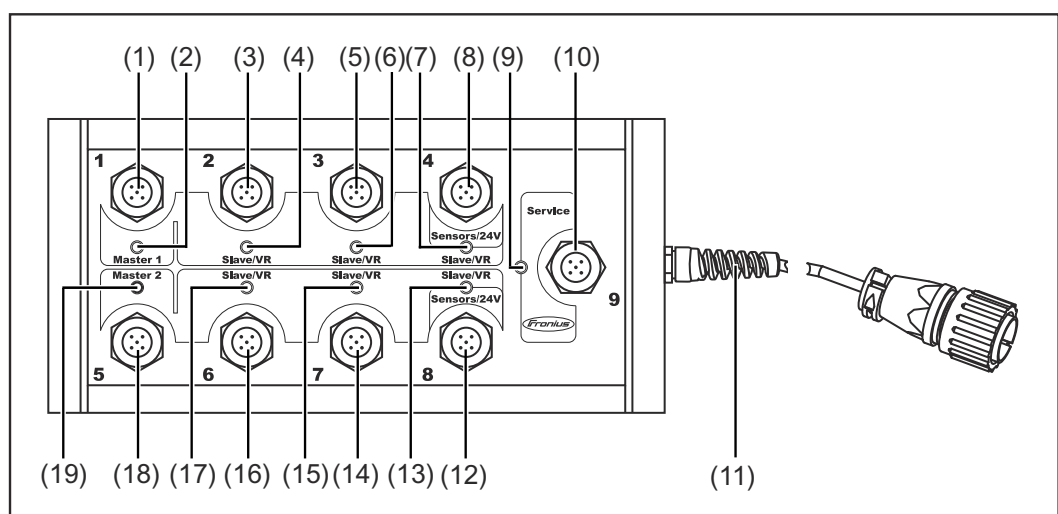 (1) (2) (3) (4) (5) (6) (7) (8) (9) (10)
1 2 3 4
Service
Sensors/24V
Master 1 Slave/VR Slave/VR Slave/VR
Master 2 Slave/VR Slave/VR Slave/VR
Sensors/24V
9
Fronius
5 6 7 8
(19) (18) (17) (16) (15) (14) (13) (12) (11)